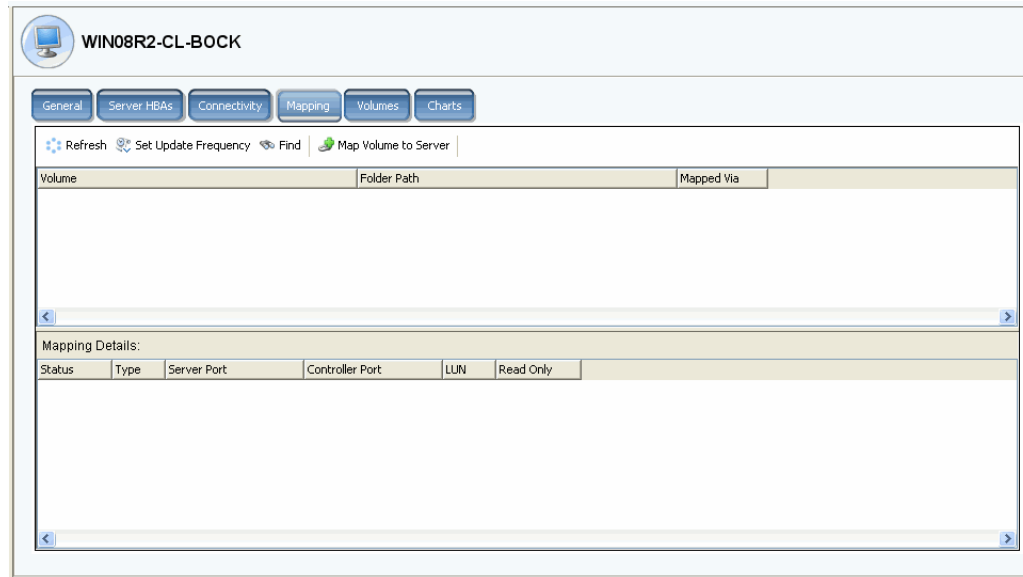 WIN08R2-CL-BOCK
General Server HBAs Connectivity Mapping Volumes Charts
Refresh Set Update Frequency Find Map Volume to Server
Volume Folder Path Mapped Via
Mapping Details:
Status Type Server Port Controller Port LUN Read Only